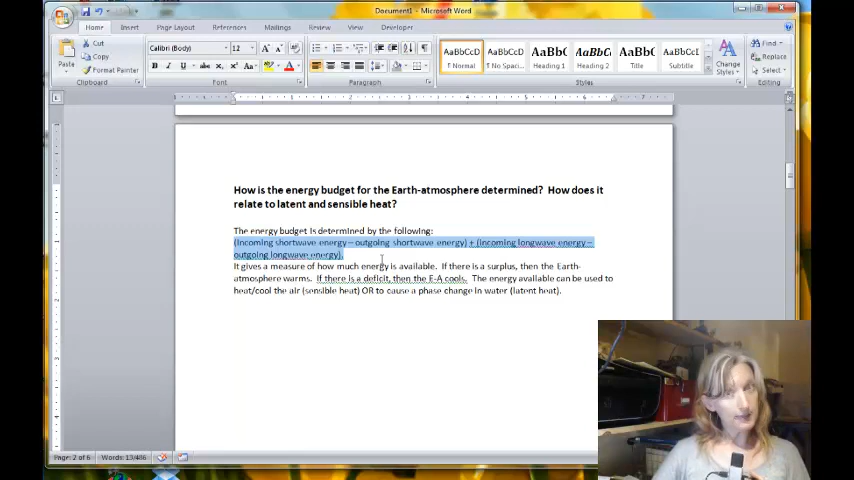 Document1 - Microsoft Word
Home Insert Page Layout References Mailings Review View Developer
Cut
Copy
Format Painter
Paste
Clipboard
Calibri (Body) 12
Font
Paragraph
AaBbCcD AaBbCcD AaBbC AaBbC AaBbC AaBbCcI
¶ Normal ¶ No Spaci... Heading 1 Heading 2 Title Subtitle
Change
Styles
Styles
Find
Replace
Select
Editing
How is the energy budget for the Earth-atmosphere determined? How does it
relate to latent and sensible heat?
The energy budget is determined by the following:
(Incoming shortwave energy – outgoing shortwave energy) + (incoming longwave energy –
outgoing longwave energy).
It gives a measure of how much energy is available. If there is a surplus, then the Earth-
atmosphere warms. If there is a deficit, then the E-A cools. The energy available can be used to
heat/cool the air (sensible heat) OR to cause a phase change in water (latent heat).
Page: 2 of 6 Words: 13/486